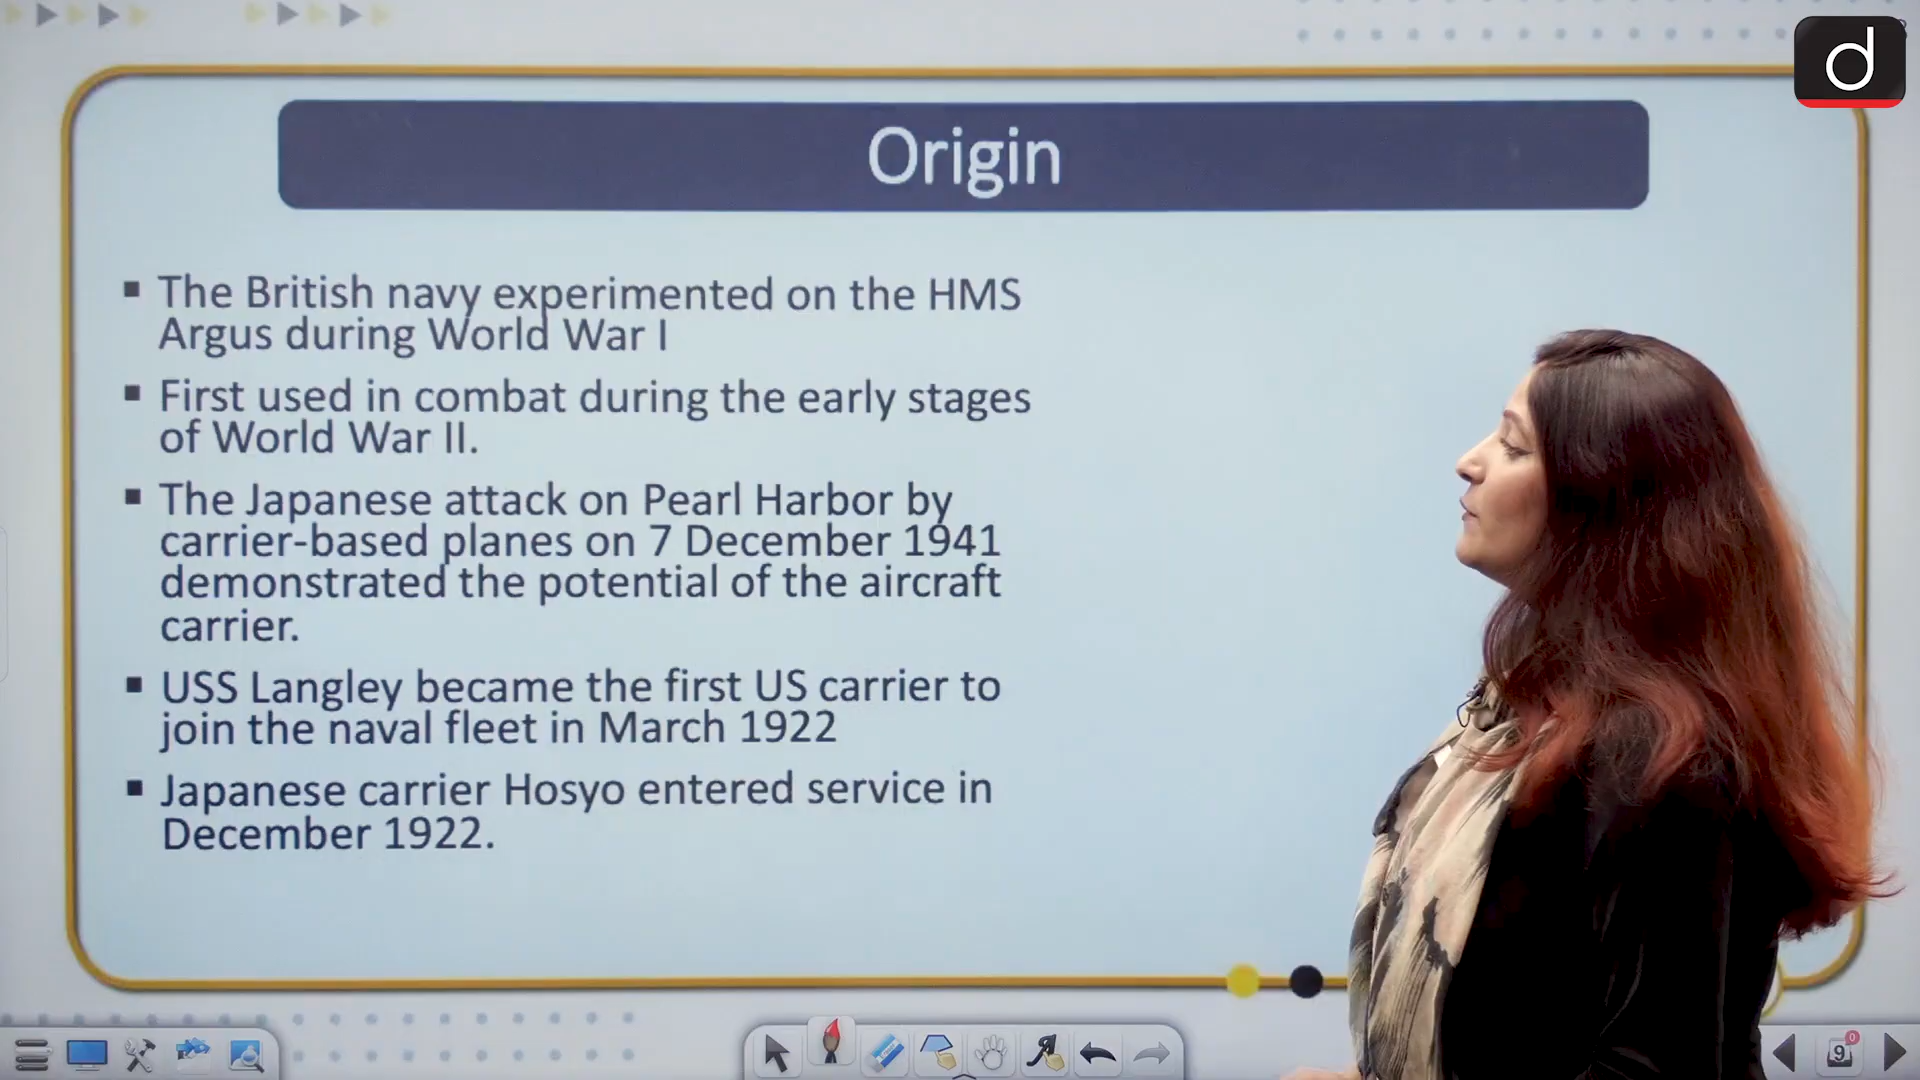 d
Origin
The British navy experimented on the HMS
Argus during World War I
First used in combat during the early stages
of World War II.
The Japanese attack on Pearl Harbor by
carrier-based planes on 7 December 1941
demonstrated the potential of the aircraft
carrier.
USS Langley became the first US carrier to
join the naval fleet in March 1922
Japanese carrier Hosyo entered service in
December 1922.
9
0